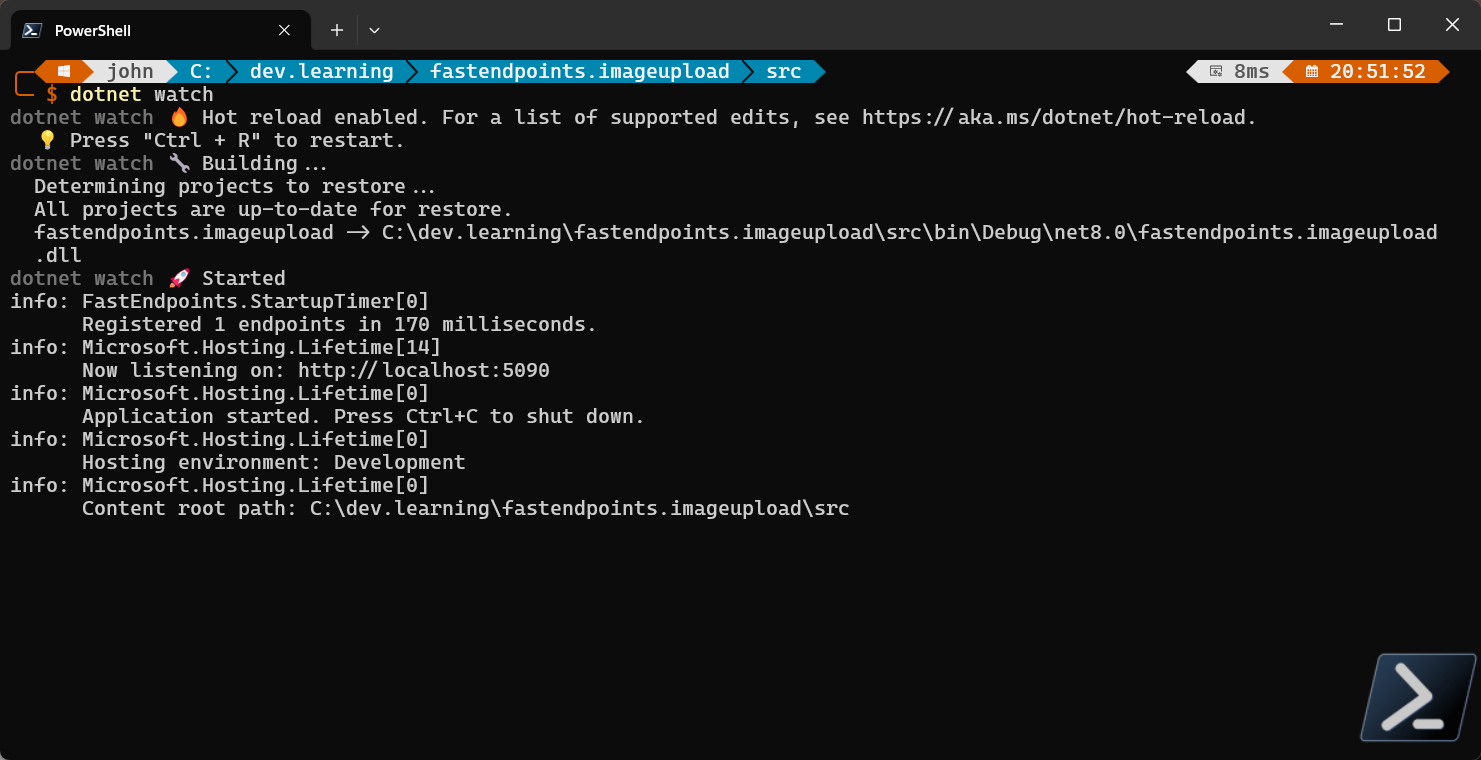 PowerShell
john C: dev.learning fastendpoints.imageupload src 8ms 20:51:52
$ dotnet watch
dotnet watch 🔥 Hot reload enabled. For a list of supported edits, see https://aka.ms/dotnet/hot-reload.
💡 Press "Ctrl + R" to restart.
dotnet watch 🔧 Building...
Determining projects to restore...
All projects are up-to-date for restore.
fastendpoints.imageupload -> C:\dev.learning\fastendpoints.imageupload\src\bin\Debug\net8.0\fastendpoints.imageupload
.dll
dotnet watch 🚀 Started
info: FastEndpoints.StartupTimer[0]
Registered 1 endpoints in 170 milliseconds.
info: Microsoft.Hosting.Lifetime[14]
Now listening on: http://localhost:5090
info: Microsoft.Hosting.Lifetime[0]
Application started. Press Ctrl+C to shut down.
info: Microsoft.Hosting.Lifetime[0]
Hosting environment: Development
info: Microsoft.Hosting.Lifetime[0]
Content root path: C:\dev.learning\fastendpoints.imageupload\src